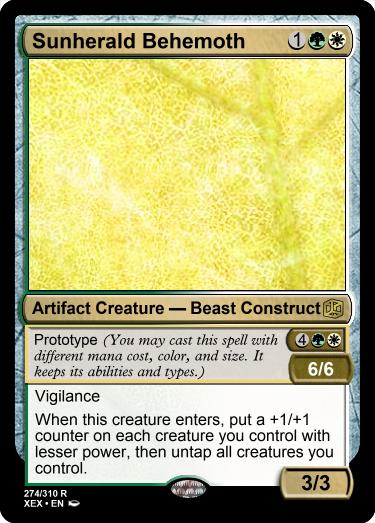 Sunherald Behemoth 1
Artifact Creature — Beast Construct
Prototype (You may cast this spell with 4
different mana cost, color, and size. It
keeps its abilities and types.) 6/6
Vigilance
When this creature enters, put a +1/+1
counter on each creature you control with
lesser power, then untap all creatures you
control.
3/3
274/310 R
XEX • EN